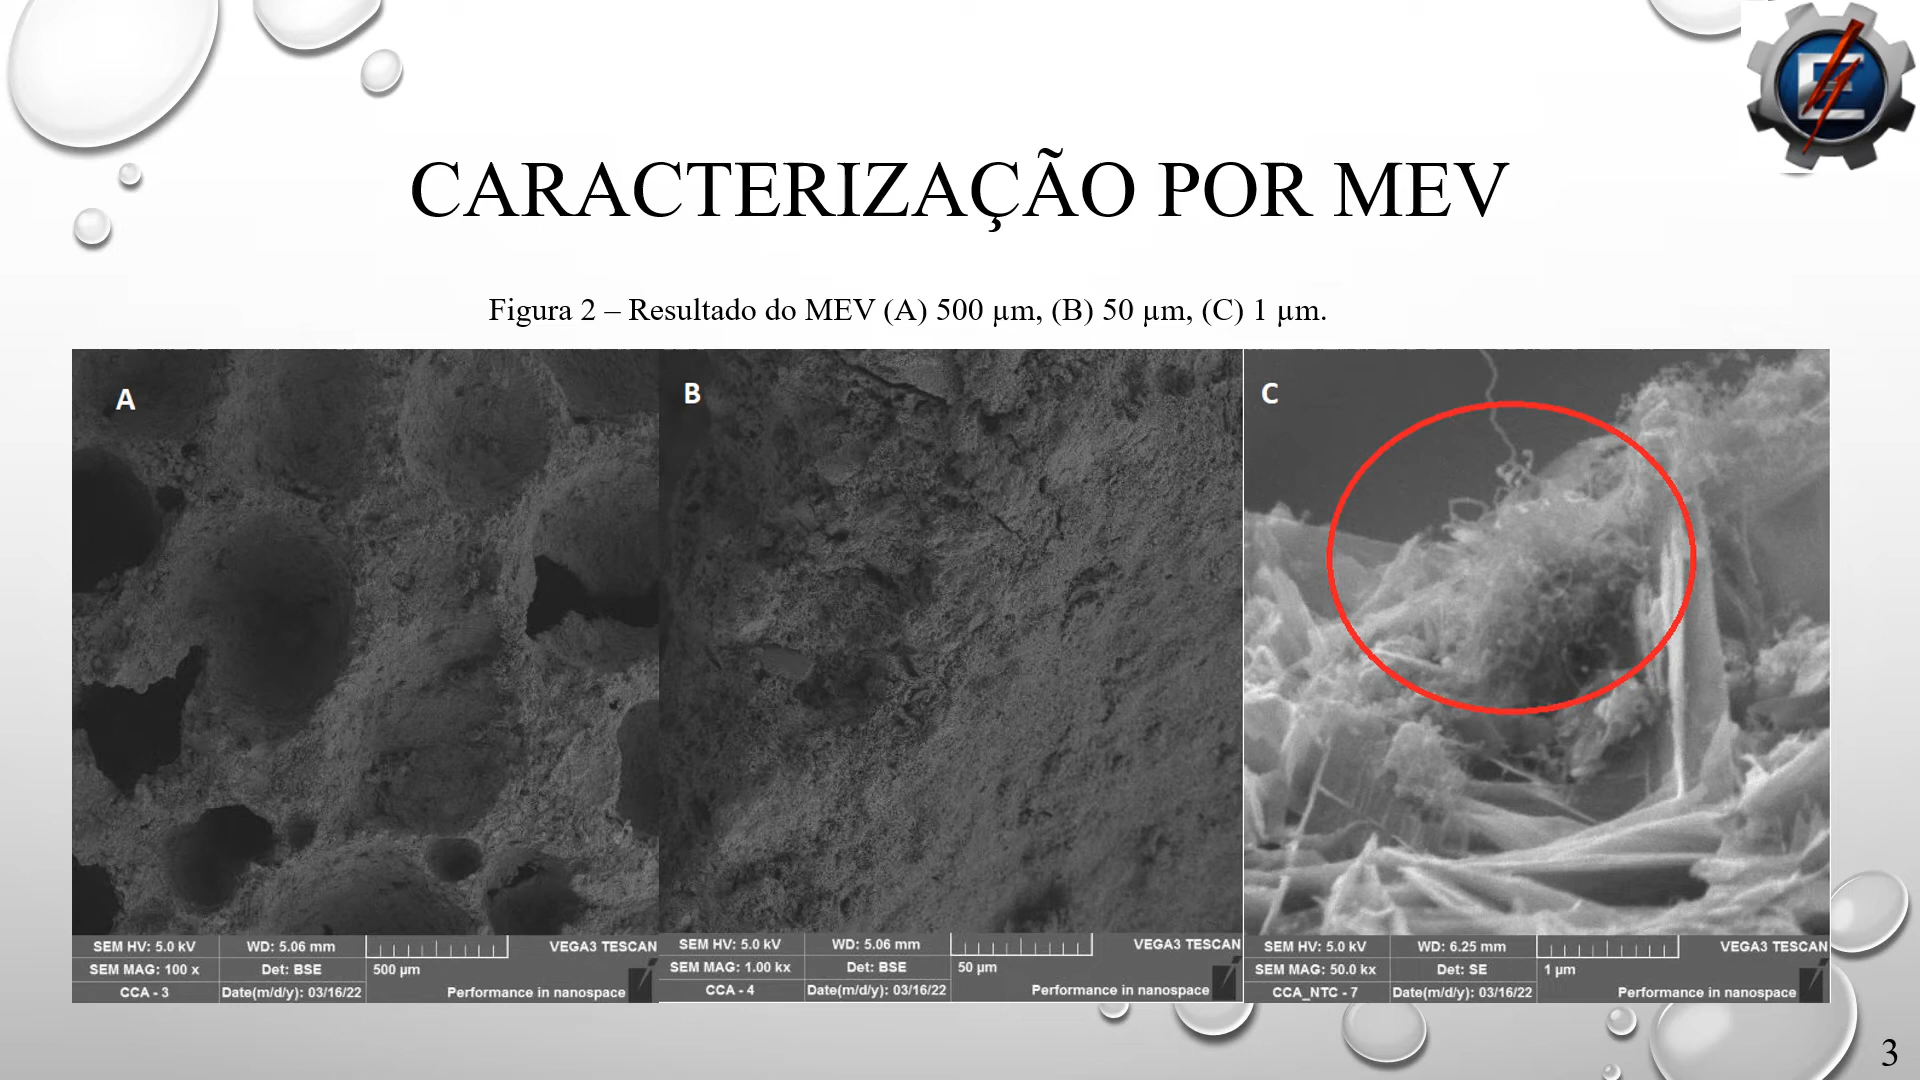 E
CARACTERIZAÇÃO POR MEV
Figura 2 – Resultado do MEV (A) 500 µm, (B) 50 µm, (C) 1 µm.
A
B
C
SEM HV: 5.0 kV WD: 5.06 mm VEGA3 TESCAN
SEM MAG: 100 x Det: BSE 500 µm
CCA - 3 Date(m/d/y): 03/16/22 Performance in nanospace
SEM HV: 5.0 kV WD: 5.06 mm VEGA3 TESCAN
SEM MAG: 1.00 kx Det: BSE 50 µm
CCA - 4 Date(m/d/y): 03/16/22 Performance in nanospace
SEM HV: 5.0 kV WD: 6.25 mm VEGA3 TESCAN
SEM MAG: 50.0 kx Det: SE 1 µm
CCA_NTC - 7 Date(m/d/y): 03/16/22 Performance in nanospace
3